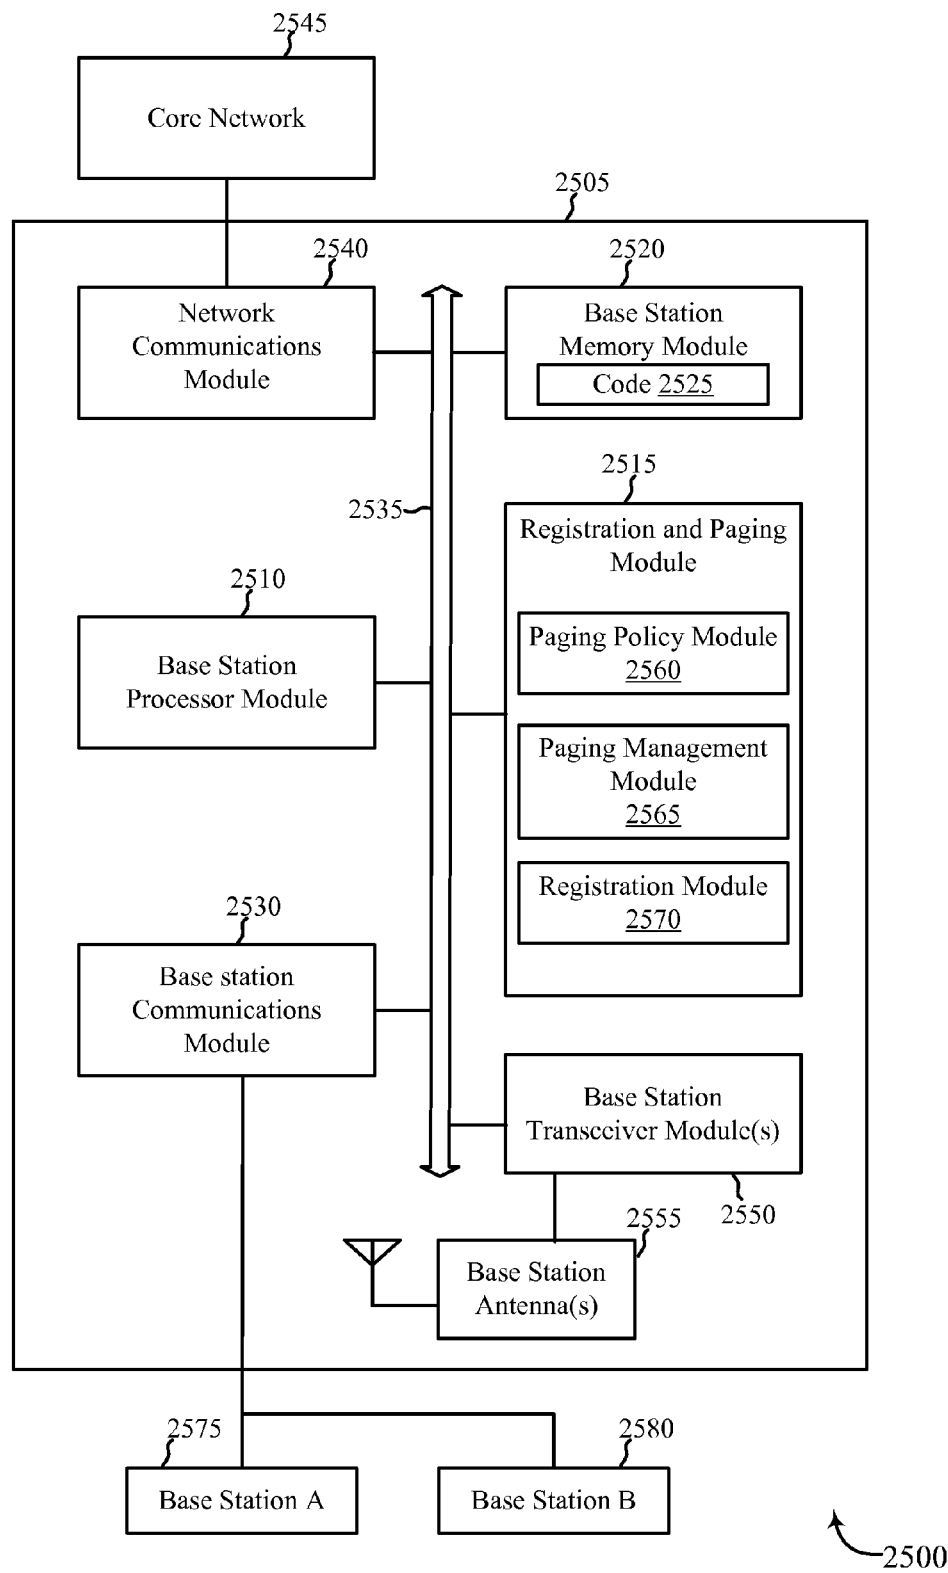 2545
Core Network
2505
2540
Network
Communications
Module
2520
Base Station
Memory Module
Code 2525
2535
2515
Registration and Paging
Module
Paging Policy Module
2560
Paging Management
Module
2565
Registration Module
2570
2510
Base Station
Processor Module
2530
Base station
Communications
Module
Base Station
Transceiver Module(s)
2550
2555
Base Station
Antenna(s)
2575
Base Station A
2580
Base Station B
2500